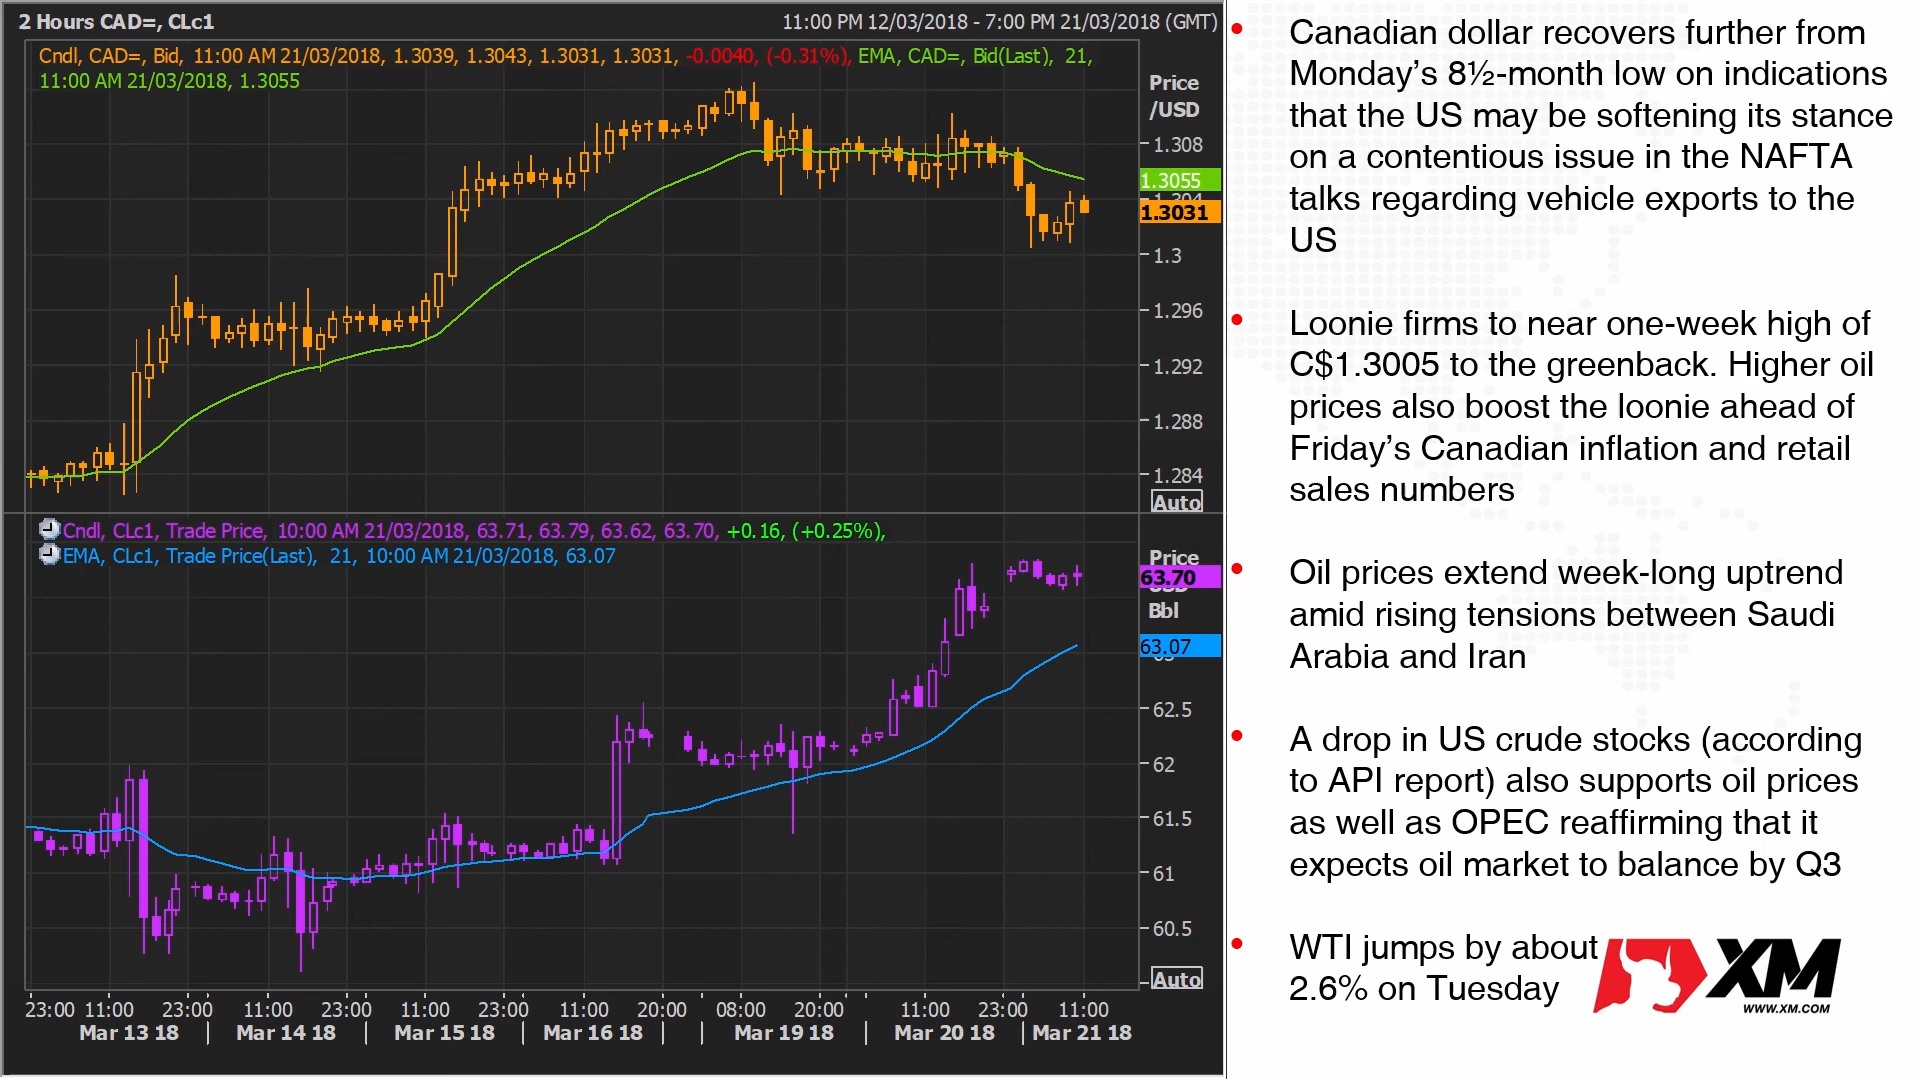 2 Hours CAD=, CLc1
11:00 PM 12/03/2018 - 7:00 PM 21/03/2018 (GMT)
Cndl, CAD=, Bid, 11:00 AM 21/03/2018, 1.3039, 1.3043, 1.3031, 1.3031, -0.0040, (-0.31%), EMA, CAD=, Bid(Last), 21,
11:00 AM 21/03/2018, 1.3055
Price
/USD
1.308
1.3055
1.304
1.3031
1.3
1.296
1.292
1.288
1.284
Auto
Cndl, CLc1, Trade Price, 10:00 AM 21/03/2018, 63.71, 63.79, 63.62, 63.70, +0.16, (+0.25%),
EMA, CLc1, Trade Price(Last), 21, 10:00 AM 21/03/2018, 63.07
Price
63.70
USD
Bbl
63.07
63
62.5
62
61.5
61
60.5
Auto
23:00 11:00 23:00 11:00 23:00 11:00 23:00 11:00 20:00 08:00 20:00 11:00 23:00 11:00
Mar 13 18 | Mar 14 18 | Mar 15 18 | Mar 16 18 | | Mar 19 18 | Mar 20 18 | Mar 21 18
• Canadian dollar recovers further from
Monday’s 8½-month low on indications
that the US may be softening its stance
on a contentious issue in the NAFTA
talks regarding vehicle exports to the
US
• Loonie firms to near one-week high of
C$1.3005 to the greenback. Higher oil
prices also boost the loonie ahead of
Friday’s Canadian inflation and retail
sales numbers
• Oil prices extend week-long uptrend
amid rising tensions between Saudi
Arabia and Iran
• A drop in US crude stocks (according
to API report) also supports oil prices
as well as OPEC reaffirming that it
expects oil market to balance by Q3
• WTI jumps by about
2.6% on Tuesday
XM
WWW.XM.COM